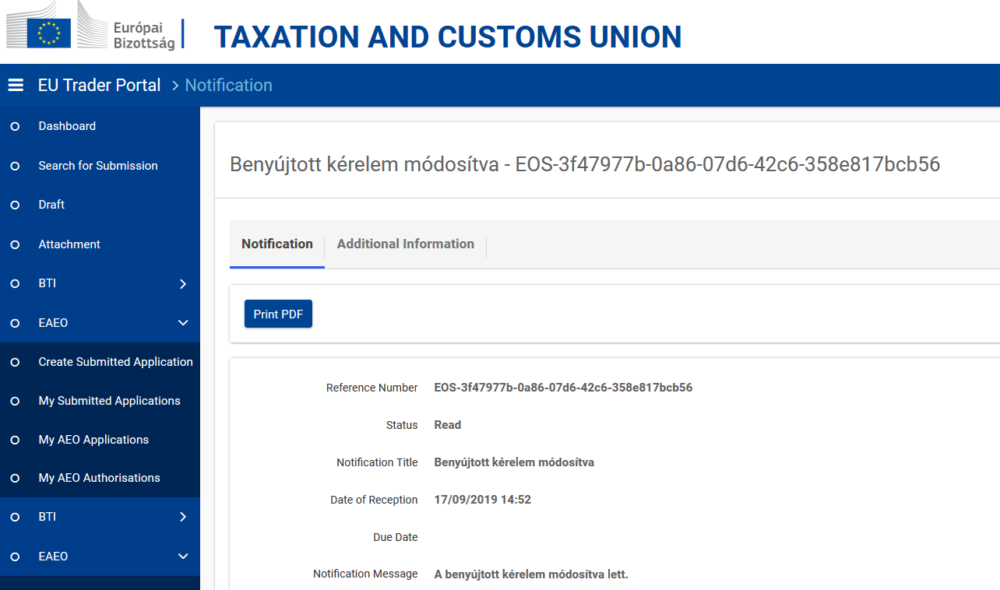 Európai
Bizottság
TAXATION AND CUSTOMS UNION
EU Trader Portal > Notification
Dashboard
Search for Submission
Draft
Attachment
BTI
EAEO
Create Submitted Application
My Submitted Applications
My AEO Applications
My AEO Authorisations
BTI
EAEO
Benyújtott kérelem módosítva - EOS-3f47977b-0a86-07d6-42c6-358e817bcb56
Notification Additional Information
Print PDF
Reference Number EOS-3f47977b-0a86-07d6-42c6-358e817bcb56
Status Read
Notification Title Benyújtott kérelem módosítva
Date of Reception 17/09/2019 14:52
Due Date
Notification Message A benyújtott kérelem módosítva lett.